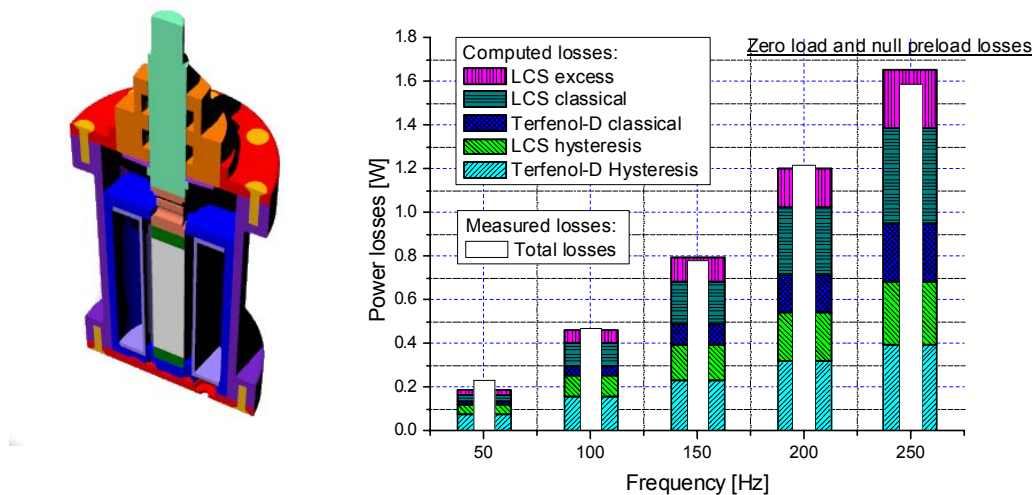 Zero load and null preload losses
Computed losses:
LCS excess
LCS classical
Terfenol-D classical
LCS hysteresis
Terfenol-D Hysteresis
Measured losses:
Total losses
Power losses [W]
1.8
1.6
1.4
1.2
1.0
0.8
0.6
0.4
0.2
0.0
50 100 150 200 250
Frequency [Hz]